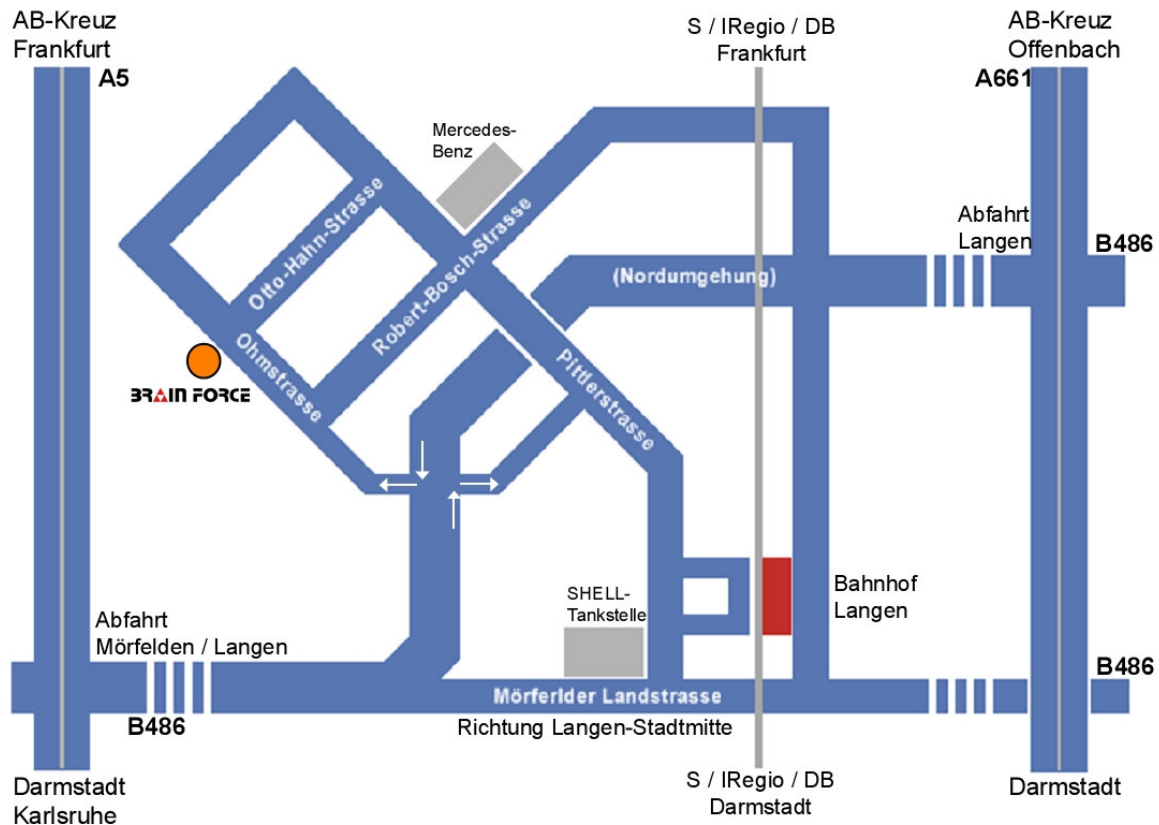 AB-Kreuz
Frankfurt
A5
S / IRegio / DB
Frankfurt
AB-Kreuz
Offenbach
A661
Mercedes-
Benz
Otto-Hahn-Strasse
Robert-Bosch-Strasse
Abfahrt
Langen
B486
(Nordumgehung)
Ohmstrasse
Pittlerstrasse
BRAIN FORCE
SHELL-
Tankstelle
Bahnhof
Langen
Abfahrt
Mörfelden / Langen
B486
Mörferlder Landstrasse
B486
Richtung Langen-Stadtmitte
Darmstadt
Karlsruhe
S / IRegio / DB
Darmstadt
Darmstadt